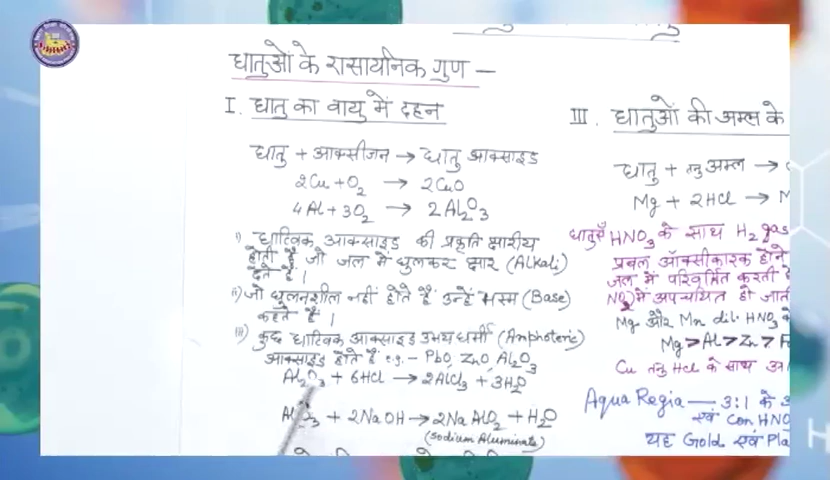 धातुओं के रासायनिक गुण —
I. धातु का वायु में दहन
धातु + आक्सीजन → धातु आक्साइड
2Cu + O₂ → 2CuO
4Al + 3O₂ → 2Al₂O₃
i) धात्विक आक्साइड की प्रकृति क्षारीय
होती है, जो जल में घुलकर क्षार (Alkali)
देते हैं।
ii) जो घुलनशील नहीं होते हैं उन्हें भस्म (Base)
कहते हैं।
iii) कुछ धात्विक आक्साइड उभयधर्मी (Amphoteric)
आक्साइड होते हैं e.g. – PbO, ZnO, Al₂O₃
Al₂O₃ + 6HCl → 2AlCl₃ + 3H₂O
Al₂O₃ + 2NaOH → 2NaAlO₂ + H₂O
(Sodium Aluminate)
III. धातुओं की अम्ल के
धातु + तनु अम्ल →
Mg + 2HCl → M
धातुएँ HNO₃ के साथ H₂ gas
प्रबल ऑक्सीकारक होने
जल में परिवर्तित करती है
NO₂ में अपचयित हो जाती
Mg और Mn dil. HNO₃ के
Mg > Al > Zn > F
Cu तनु HCl के साथ अ
Aqua Regia — 3:1 के अ
एवं Con. HNO
यह Gold एवं Pla